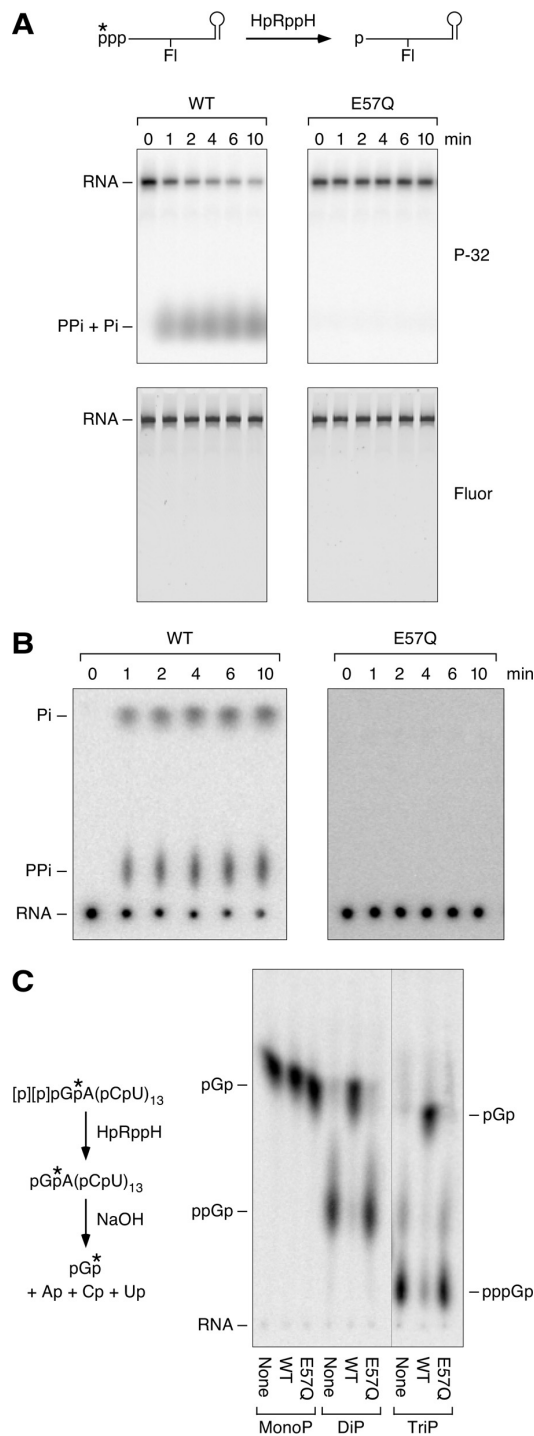 A
*
ppp
Fl
HpRppH
p
Fl
WT
E57Q
0 1 2 4 6 10
0 1 2 4 6 10 min
RNA –
P-32
PPi + Pi –
RNA –
Fluor
B
WT
E57Q
0 1 2 4 6 10
0 1 2 4 6 10 min
Pi –
PPi –
RNA –
C
*
[p][p]pGpA(pCpU)13
HpRppH
*
pGpA(pCpU)13
NaOH
*
pGp
+ Ap + Cp + Up
pGp –
– pGp
ppGp –
– pppGp
RNA –
None WT E57Q None WT E57Q None WT E57Q
MonoP DiP TriP